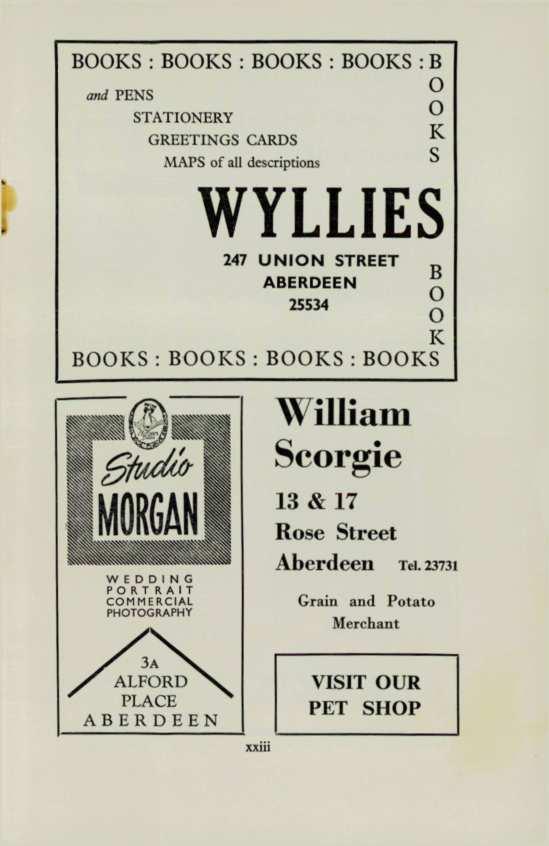 BOOKS : BOOKS : BOOKS : BOOKS : BOOKS
and PENS
STATIONERY
GREETINGS CARDS
MAPS of all descriptions
WYLLIES
247 UNION STREET
ABERDEEN
25534
BOOK
BOOKS : BOOKS : BOOKS : BOOKS
Studio
MORGAN
WEDDING
PORTRAIT
COMMERCIAL
PHOTOGRAPHY
3A
ALFORD
PLACE
ABERDEEN
William
Scorgie
13 & 17
Rose Street
Aberdeen Tel. 23731
Grain and Potato
Merchant
VISIT OUR
PET SHOP
xxiii